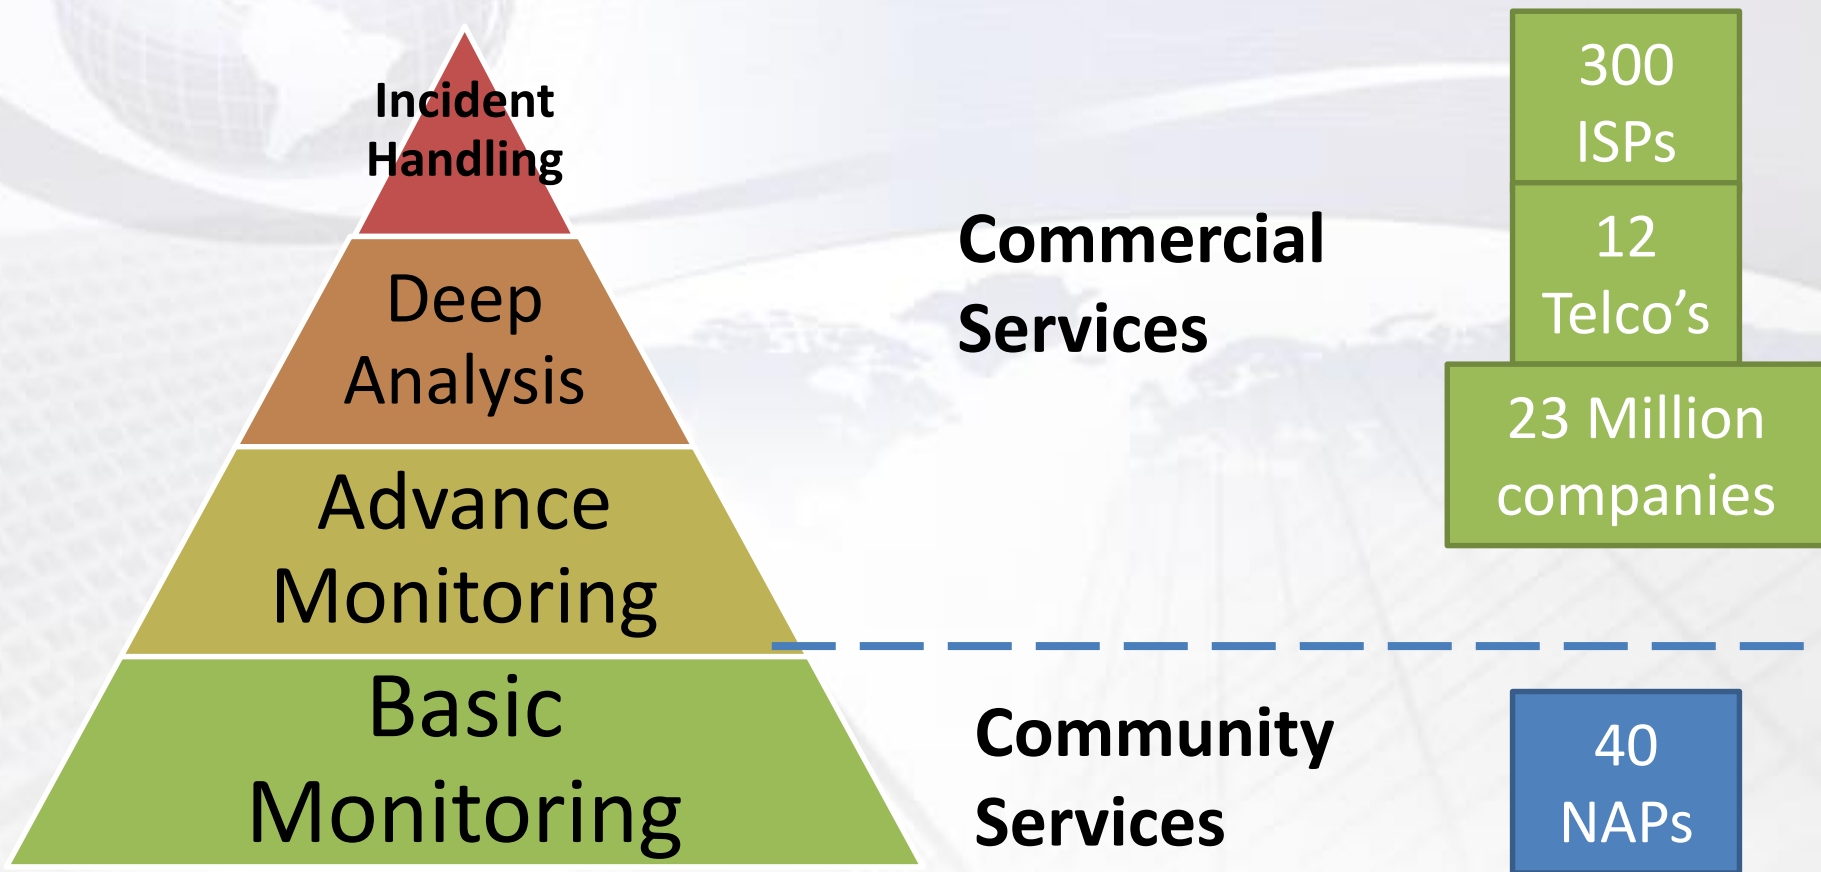 Incident
Handling
Deep
Analysis
Advance
Monitoring
Basic
Monitoring
Commercial
Services
Community
Services
300
ISPs
12
Telco’s
23 Million
companies
40
NAPs